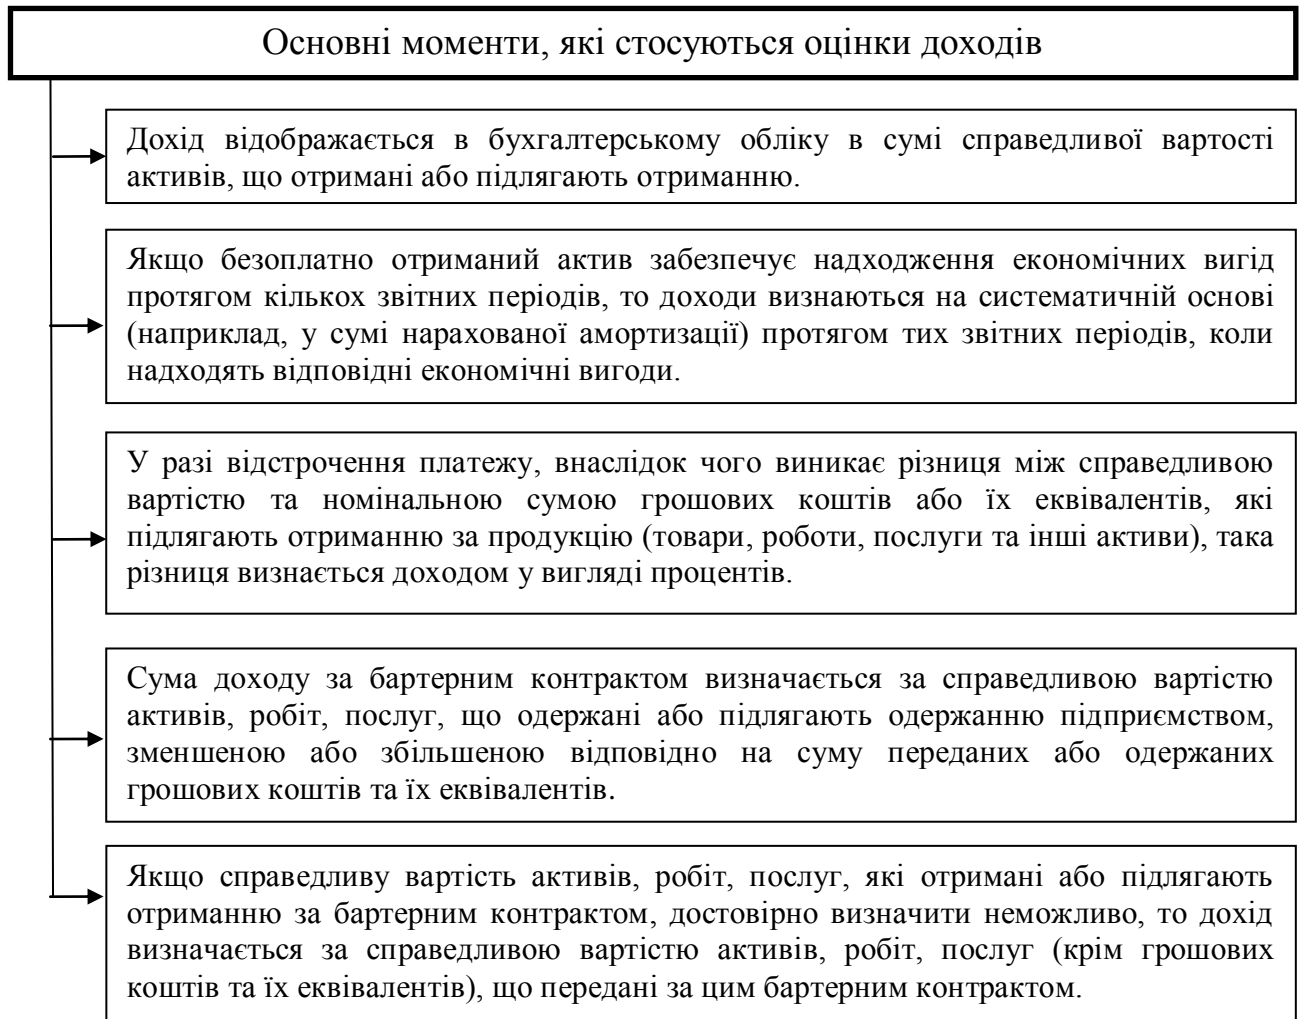 Основні моменти, які стосуються оцінки доходів
Дохід відображається в бухгалтерському обліку в сумі справедливої вартості
активів, що отримані або підлягають отриманню.
Якщо безоплатно отриманий актив забезпечує надходження економічних вигід
протягом кількох звітних періодів, то доходи визнаються на систематичній основі
(наприклад, у сумі нарахованої амортизації) протягом тих звітних періодів, коли
надходять відповідні економічні вигоди.
У разі відстрочення платежу, внаслідок чого виникає різниця між справедливою
вартістю та номінальною сумою грошових коштів або їх еквівалентів, які
підлягають отриманню за продукцію (товари, роботи, послуги та інші активи), така
різниця визнається доходом у вигляді процентів.
Сума доходу за бартерним контрактом визначається за справедливою вартістю
активів, робіт, послуг, що одержані або підлягають одержанню підприємством,
зменшеною або збільшеною відповідно на суму переданих або одержаних
грошових коштів та їх еквівалентів.
Якщо справедливу вартість активів, робіт, послуг, які отримані або підлягають
отриманню за бартерним контрактом, достовірно визначити неможливо, то дохід
визначається за справедливою вартістю активів, робіт, послуг (крім грошових
коштів та їх еквівалентів), що передані за цим бартерним контрактом.